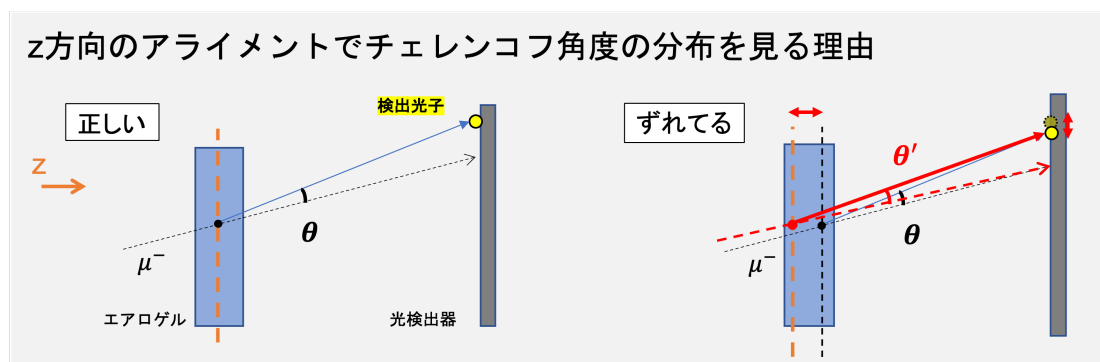 z方向のアライメントでチェレンコフ角度の分布を見る理由
正しい
検出光子
z
θ
μ⁻
エアロゲル
光検出器
ずれてる
θ′
θ
μ⁻